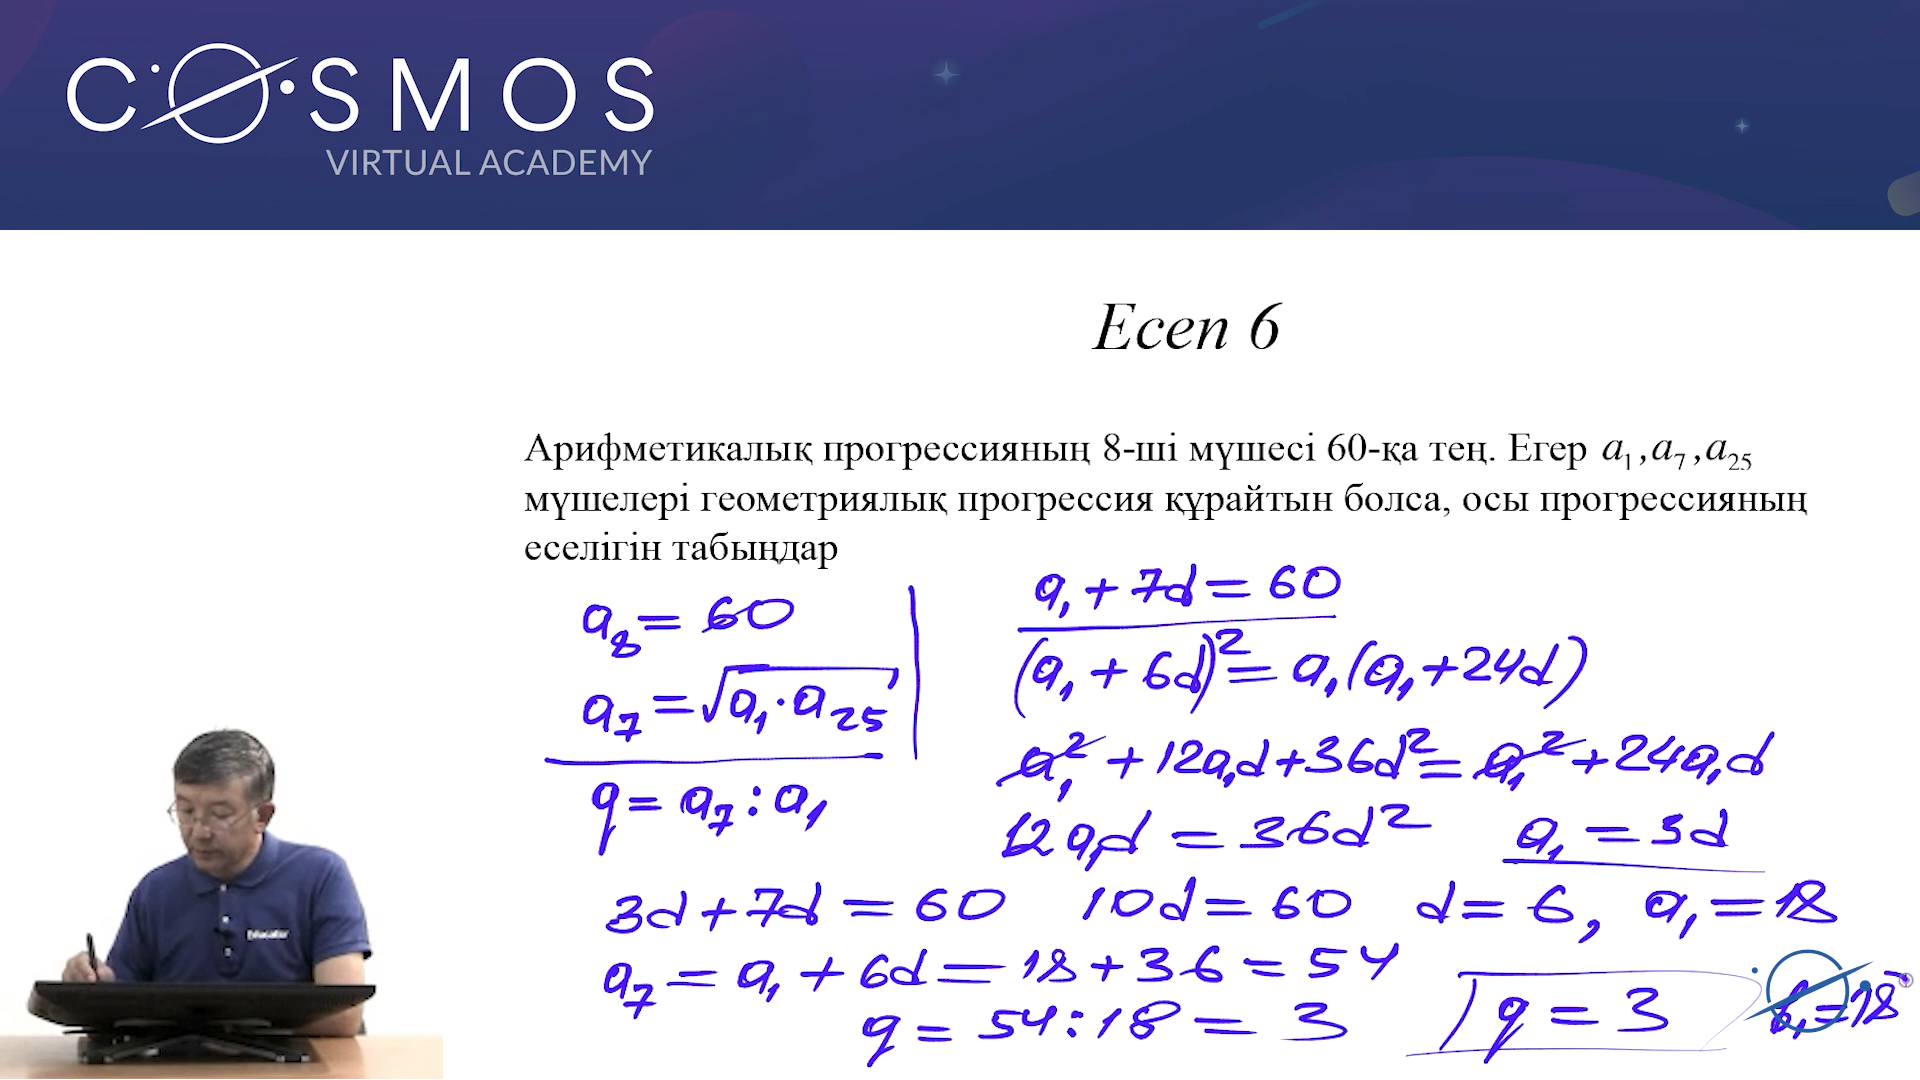 COSMOS
VIRTUAL ACADEMY
Есеп 6
Арифметикалық прогрессияның 8-ші мүшесі 60-қа тең. Егер a₁, a₇, a₂₅
мүшелері геометриялық прогрессия құрайтын болса, осы прогрессияның
еселігін табыңдар
a₈ = 60
a₇ = √(a₁·a₂₅)
q = a₇ : a₁
a₁ + 7d = 60
(a₁ + 6d)² = a₁(a₁ + 24d)
a₁² + 12a₁d + 36d² = a₁² + 24a₁d
12a₁d = 36d² a₁ = 3d
3d + 7d = 60 10d = 60 d = 6, a₁ = 18
a₇ = a₁ + 6d = 18 + 36 = 54
q = 54 : 18 = 3 q = 3 b₁ = 18
Educator